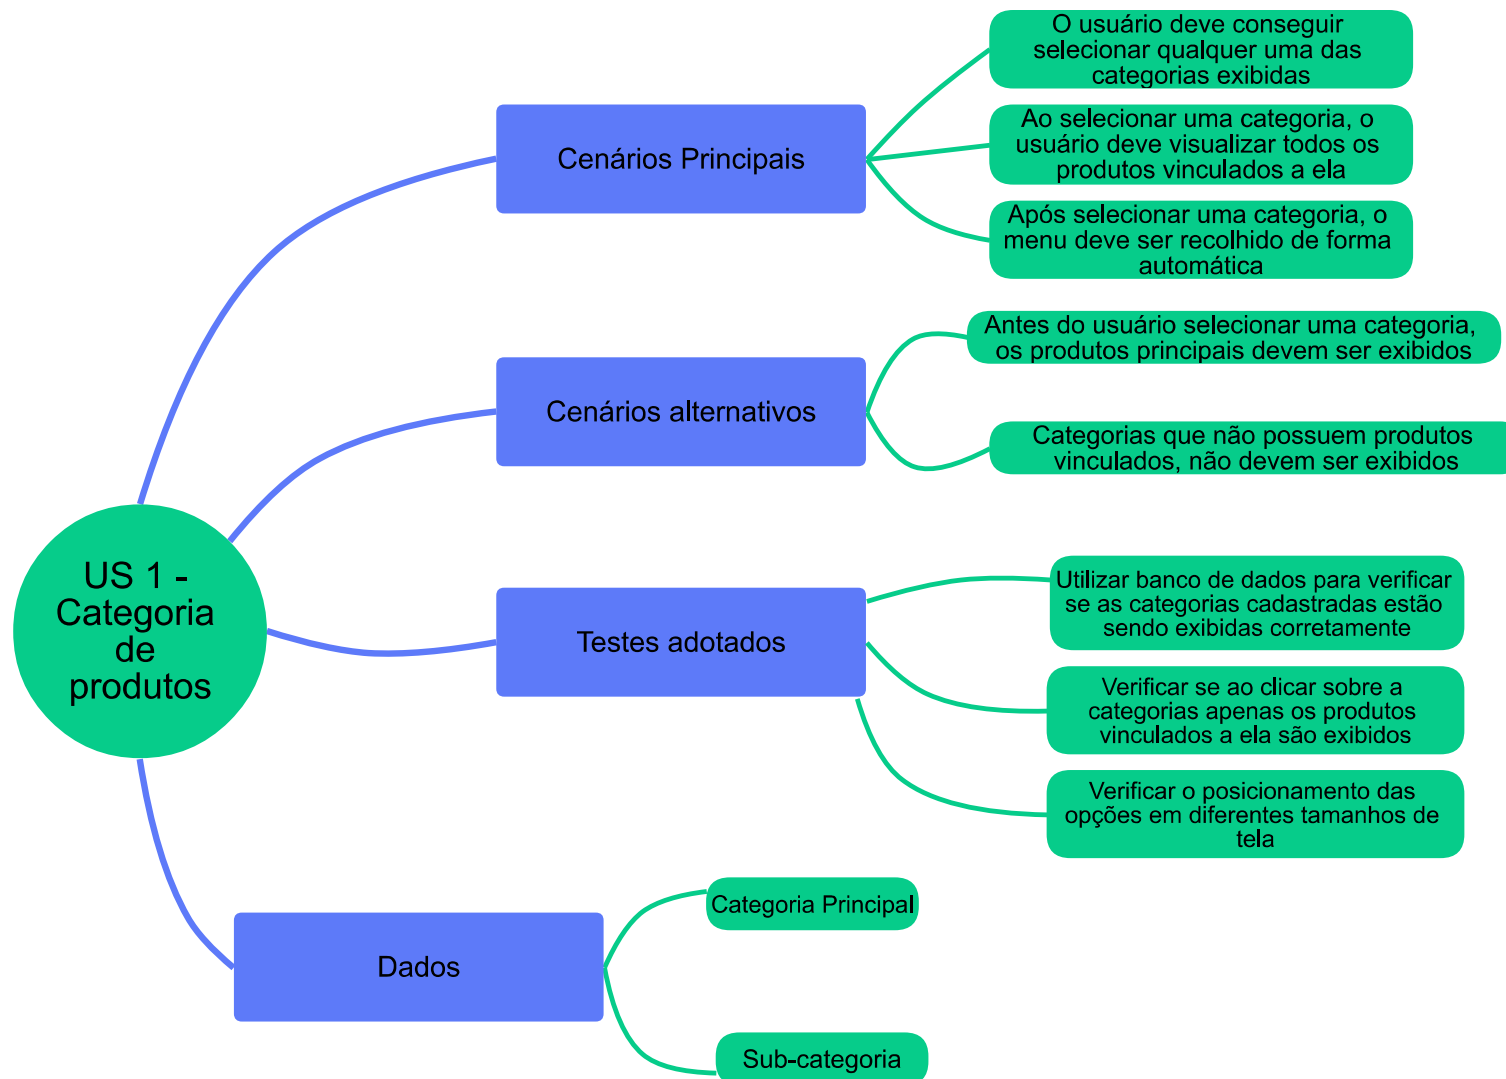 US 1 -
Categoria
de
produtos
Cenários Principais
O usuário deve conseguir
selecionar qualquer uma das
categorias exibidas
Ao selecionar uma categoria, o
usuário deve visualizar todos os
produtos vinculados a ela
Após selecionar uma categoria, o
menu deve ser recolhido de forma
automática
Cenários alternativos
Antes do usuário selecionar uma categoria,
os produtos principais devem ser exibidos
Categorias que não possuem produtos
vinculados, não devem ser exibidos
Testes adotados
Utilizar banco de dados para verificar
se as categorias cadastradas estão
sendo exibidas corretamente
Verificar se ao clicar sobre a
categorias apenas os produtos
vinculados a ela são exibidos
Verificar o posicionamento das
opções em diferentes tamanhos de
tela
Dados
Categoria Principal
Sub-categoria